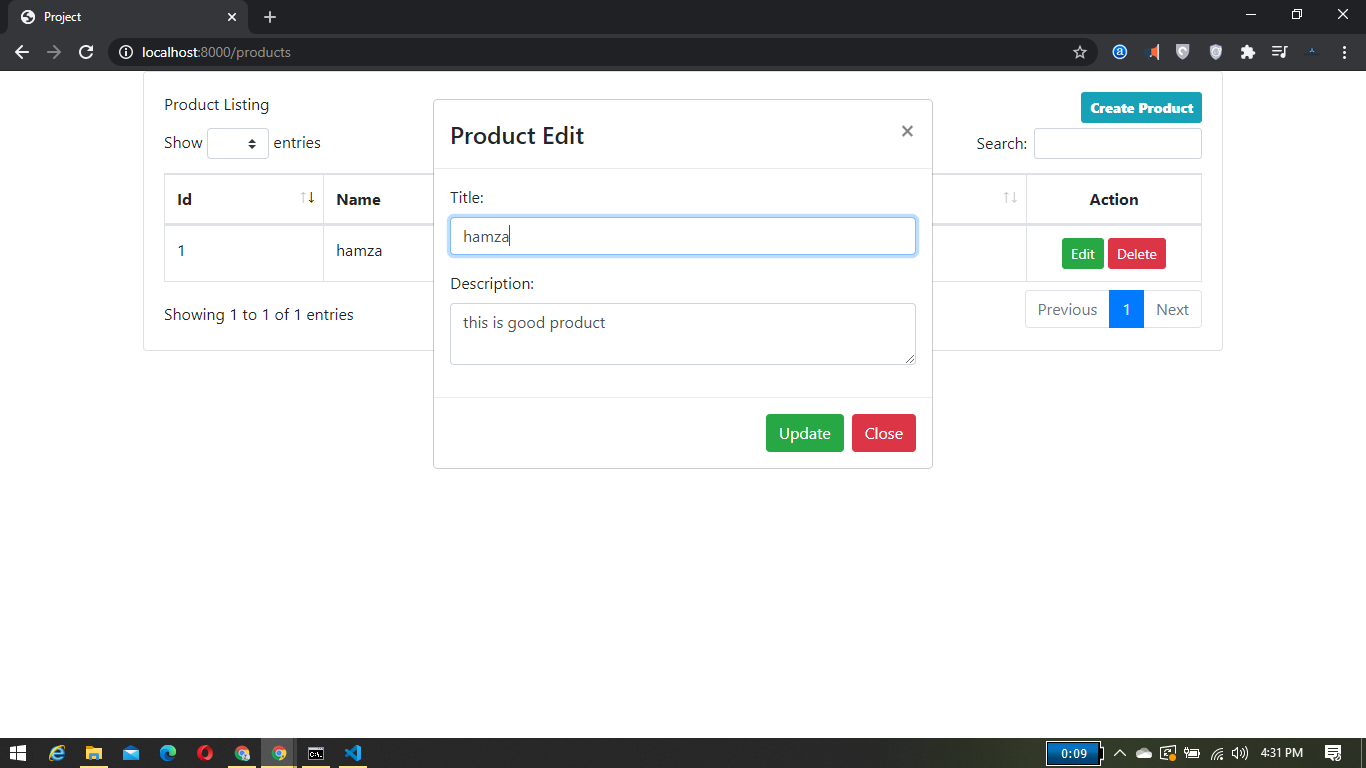 Project
localhost:8000/products
Product Listing
Create Product
Show entries
Search:
Id
Name
Action
1
hamza
Edit
Delete
Showing 1 to 1 of 1 entries
Previous
1
Next
Product Edit
×
Title:
hamza
Description:
this is good product
Update
Close
0:09
4:31 PM